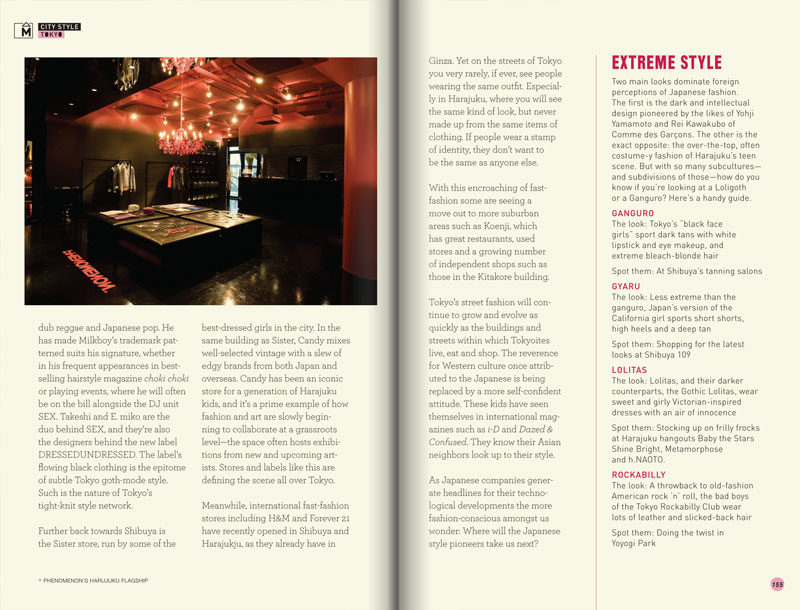 M
CITY STYLE
TOKYO
PHENOMENON.
dub reggae and Japanese pop. He
has made Milkboy's trademark pat-
terned suits his signature, whether
in his frequent appearances in best-
selling hairstyle magazine choki choki
or playing events, where he will often
be on the bill alongside the DJ unit
SEX. Takeshi and E. miko are the
duo behind SEX, and they're also
the designers behind the new label
DRESSEDUNDRESSED. The label's
flowing black clothing is the epitome
of subtle Tokyo goth-mode style.
Such is the nature of Tokyo's
tight-knit style network.
Further back towards Shibuya is
the Sister store, run by some of the
best-dressed girls in the city. In the
same building as Sister, Candy mixes
well-selected vintage with a slew of
edgy brands from both Japan and
overseas. Candy has been an iconic
store for a generation of Harajuku
kids, and it's a prime example of how
fashion and art are slowly begin-
ning to collaborate at a grassroots
level—the space often hosts exhibi-
tions from new and upcoming art-
ists. Stores and labels like this are
defining the scene all over Tokyo.
Meanwhile, international fast-fashion
stores including H&M and Forever 21
have recently opened in Shibuya and
Harajukju, as they already have in
^ PHENOMENON'S HARUJUKU FLAGSHIP
Ginza. Yet on the streets of Tokyo
you very rarely, if ever, see people
wearing the same outfit. Especial-
ly in Harajuku, where you will see
the same kind of look, but never
made up from the same items of
clothing. If people wear a stamp
of identity, they don't want to
be the same as anyone else.
With this encroaching of fast-
fashion some are seeing a
move out to more suburban
areas such as Koenji, which
has great restaurants, used
stores and a growing number
of independent shops such as
those in the Kitakore building.
Tokyo's street fashion will con-
tinue to grow and evolve as
quickly as the buildings and
streets within which Tokyoites
live, eat and shop. The reverence
for Western culture once attrib-
uted to the Japanese is being
replaced by a more self-confident
attitude. These kids have seen
themselves in international mag-
azines such as i-D and Dazed &
Confused. They know their Asian
neighbors look up to their style.
As Japanese companies gener-
ate headlines for their techno-
logical developments the more
fashion-conscious amongst us
wonder: Where will the Japanese
style pioneers take us next?
EXTREME STYLE
Two main looks dominate foreign
perceptions of Japanese fashion.
The first is the dark and intellectual
design pioneered by the likes of Yohji
Yamamoto and Rei Kawakubo of
Comme des Garçons. The other is the
exact opposite: the over-the-top, often
costume-y fashion of Harajuku's teen
scene. But with so many subcultures—
and subdivisions of those—how do you
know if you're looking at a Loligoth
or a Ganguro? Here's a handy guide.
GANGURO
The look: Tokyo's "black face
girls" sport dark tans with white
lipstick and eye makeup, and
extreme bleach-blonde hair
Spot them: At Shibuya's tanning salons
GYARU
The look: Less extreme than the
ganguro, Japan's version of the
California girl sports short shorts,
high heels and a deep tan
Spot them: Shopping for the latest
looks at Shibuya 109
LOLITAS
The look: Lolitas, and their darker
counterparts, the Gothic Lolitas, wear
sweet and girly Victorian-inspired
dresses with an air of innocence
Spot them: Stocking up on frilly frocks
at Harajuku hangouts Baby the Stars
Shine Bright, Metamorphose
and h.NAOTO.
ROCKABILLY
The look: A throwback to old-fashion
American rock 'n' roll, the bad boys
of the Tokyo Rockabilly Club wear
lots of leather and slicked-back hair
Spot them: Doing the twist in
Yoyogi Park
155